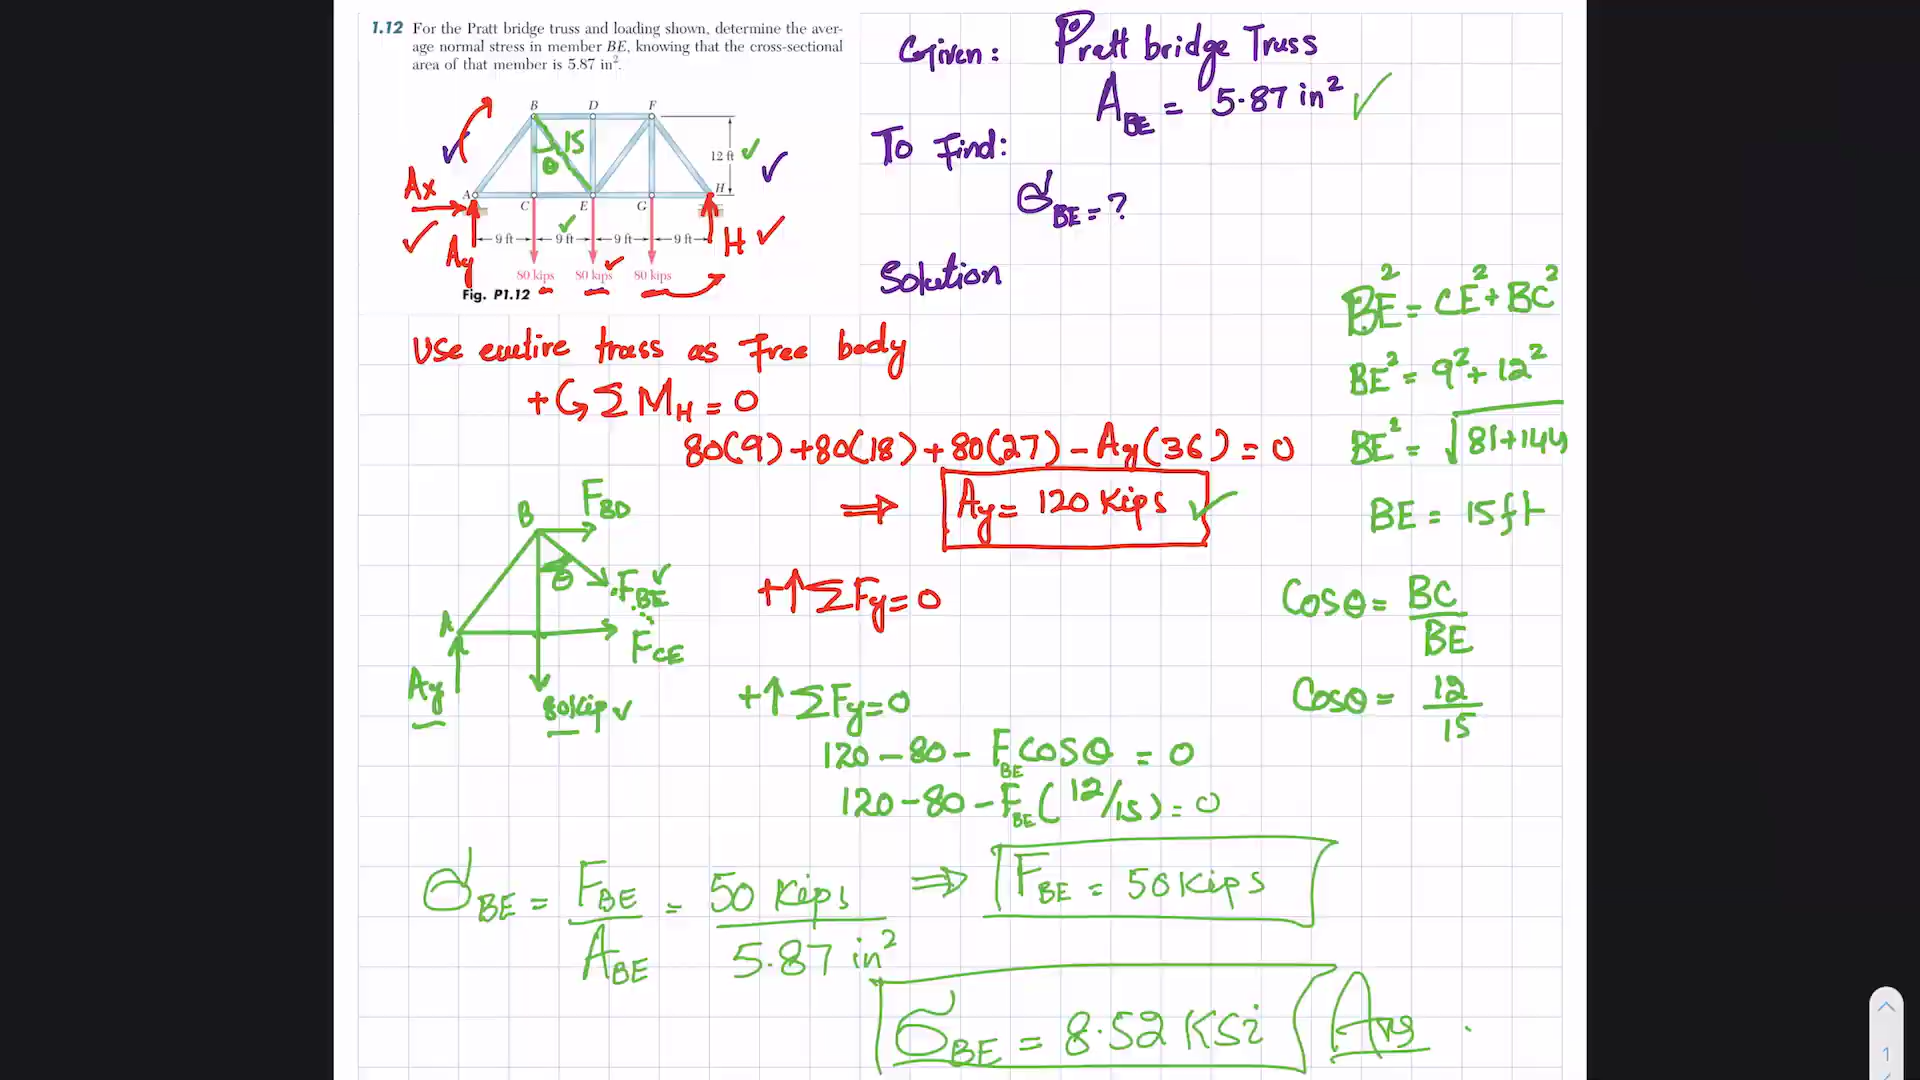 1.12 For the Pratt bridge truss and loading shown, determine the aver-
age normal stress in member BE, knowing that the cross-sectional
area of that member is 5.87 in².
Given: Pratt bridge Truss
A_BE = 5.87 in² ✓
To Find:
σ_BE = ?
Solution
B D F
15
θ
12 ft ✓ ✓
✓
Ax
A
C E G
H
✓
Ay
9 ft 9 ft 9 ft 9 ft
✓
H ✓
80 kips 80 kips 80 kips
✓
Fig. P1.12
Use entire truss as Free body
+↺ ΣM_H = 0
80(9) + 80(18) + 80(27) - Ay(36) = 0
⇒ Ay = 120 Kips ✓
+↑ ΣFy = 0
BE² = CE² + BC²
BE² = 9² + 12²
BE² = √81+144
BE = 15 ft
Cosθ = BC/BE
Cosθ = 12/15
B F_BD
θ F_BE ✓
A F_CE
Ay
80 kip ✓
+↑ ΣFy = 0
120 - 80 - F_BE cosθ = 0
120 - 80 - F_BE (12/15) = 0
⇒ F_BE = 50 Kips
σ_BE = F_BE/A_BE = 50 Kips/5.87 in²
σ_BE = 8.52 KSi Ans
1